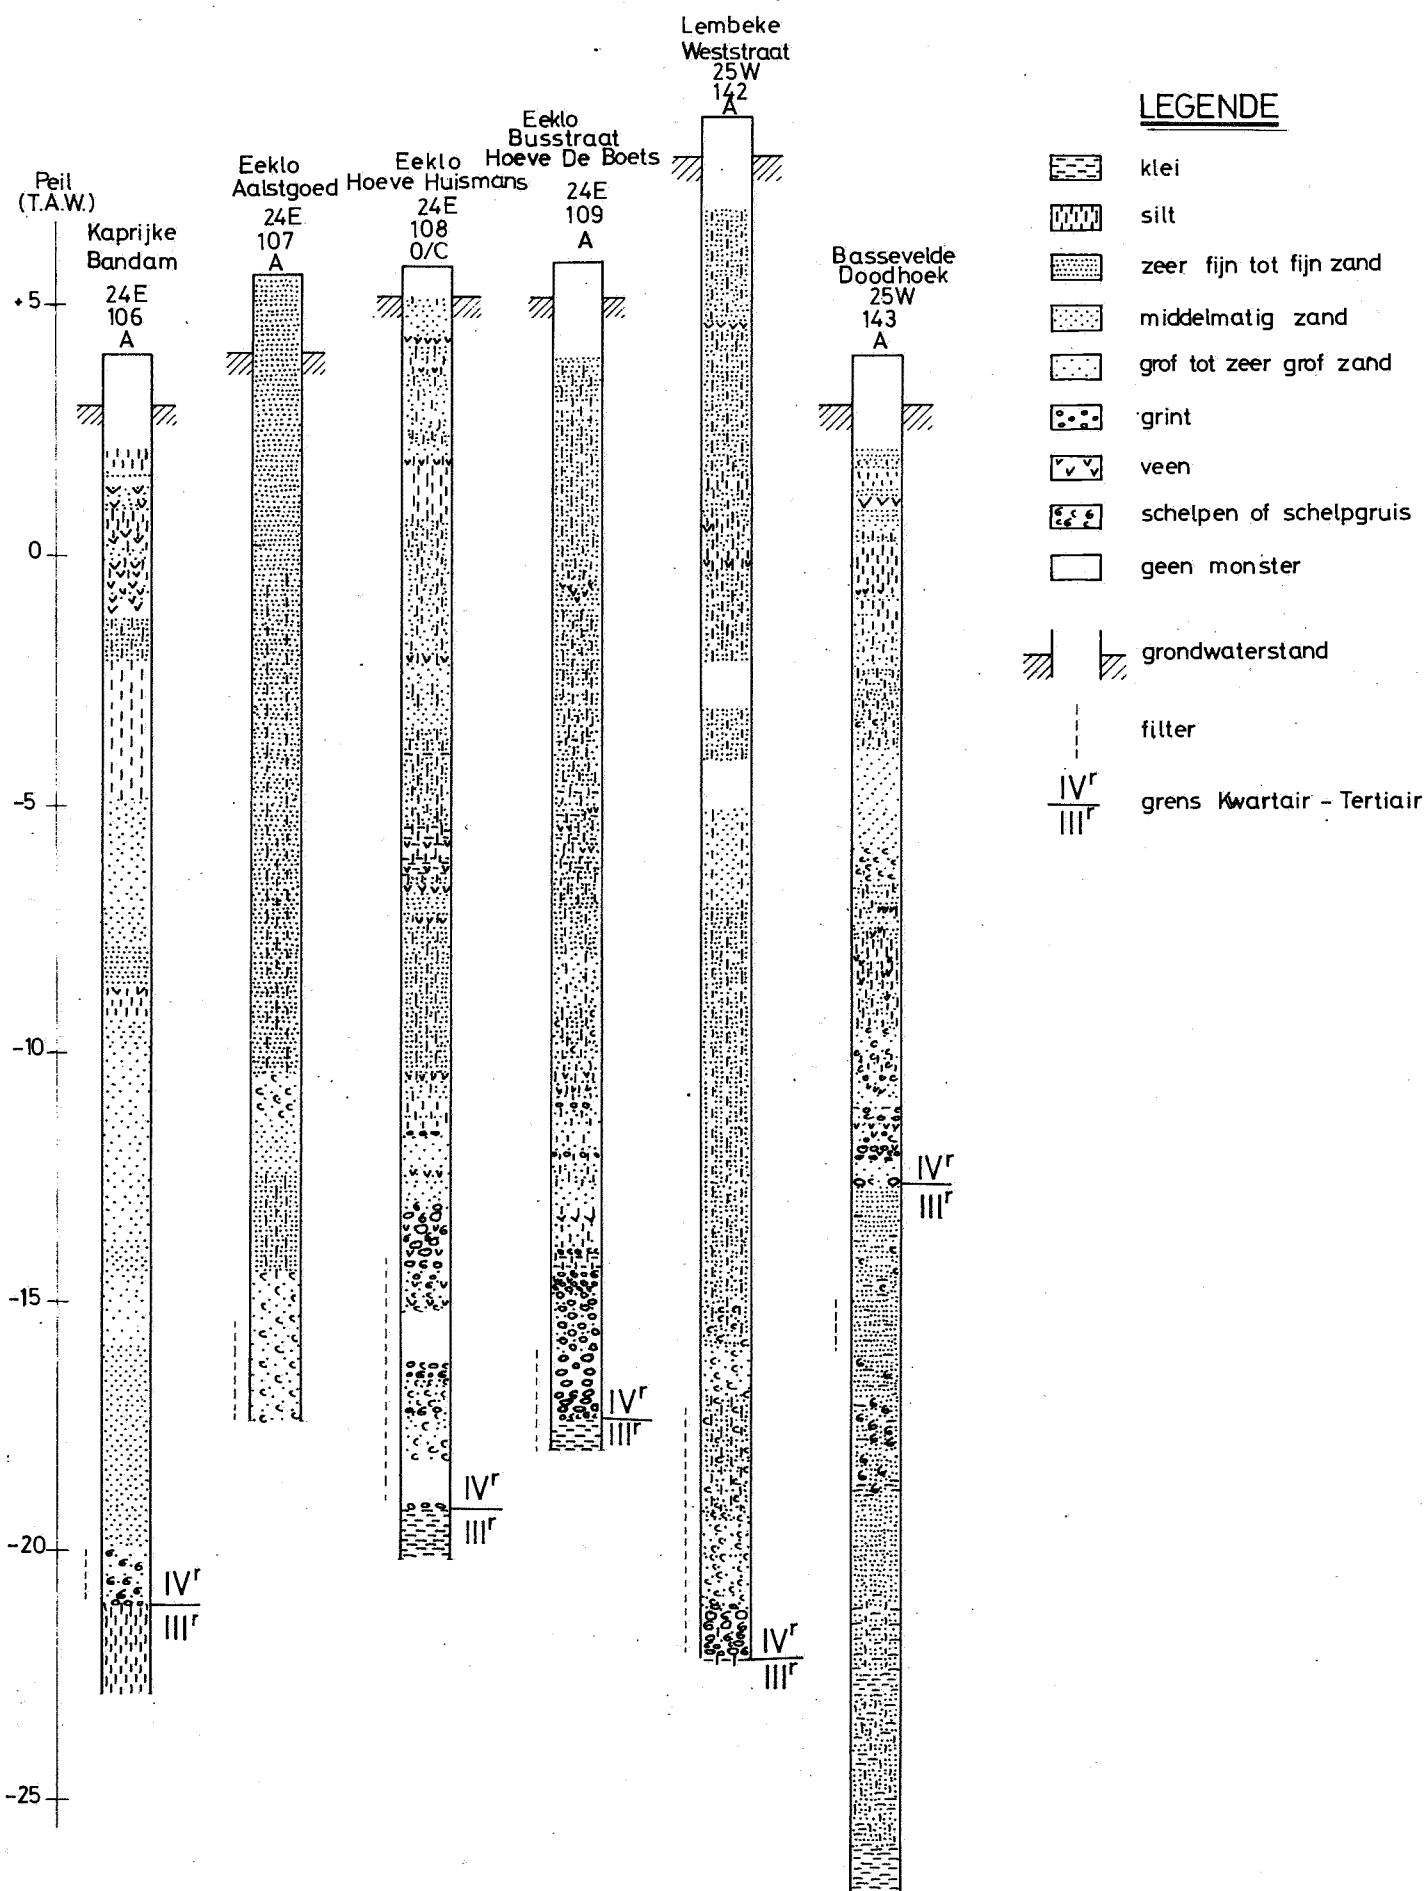 Peil
(T.A.W.)
+5
0
-5
-10
-15
-20
-25
Kaprijke
Bandam
24E
106
A
IVr
IIIr
Eeklo
Aalstgoed
24E
107
A
Eeklo
Hoeve Huismans
24E
108
O/C
IVr
IIIr
Eeklo
Busstraat
Hoeve De Boets
24E
109
A
IVr
IIIr
Lembeke
Weststraat
25W
142
A
IVr
IIIr
Bassevelde
Doodhoek
25W
143
A
IVr
IIIr
LEGENDE
klei
silt
zeer fijn tot fijn zand
middelmatig zand
grof tot zeer grof zand
grint
veen
schelpen of schelpgruis
geen monster
grondwaterstand
filter
IVr
IIIr
grens Kwartair - Tertiair